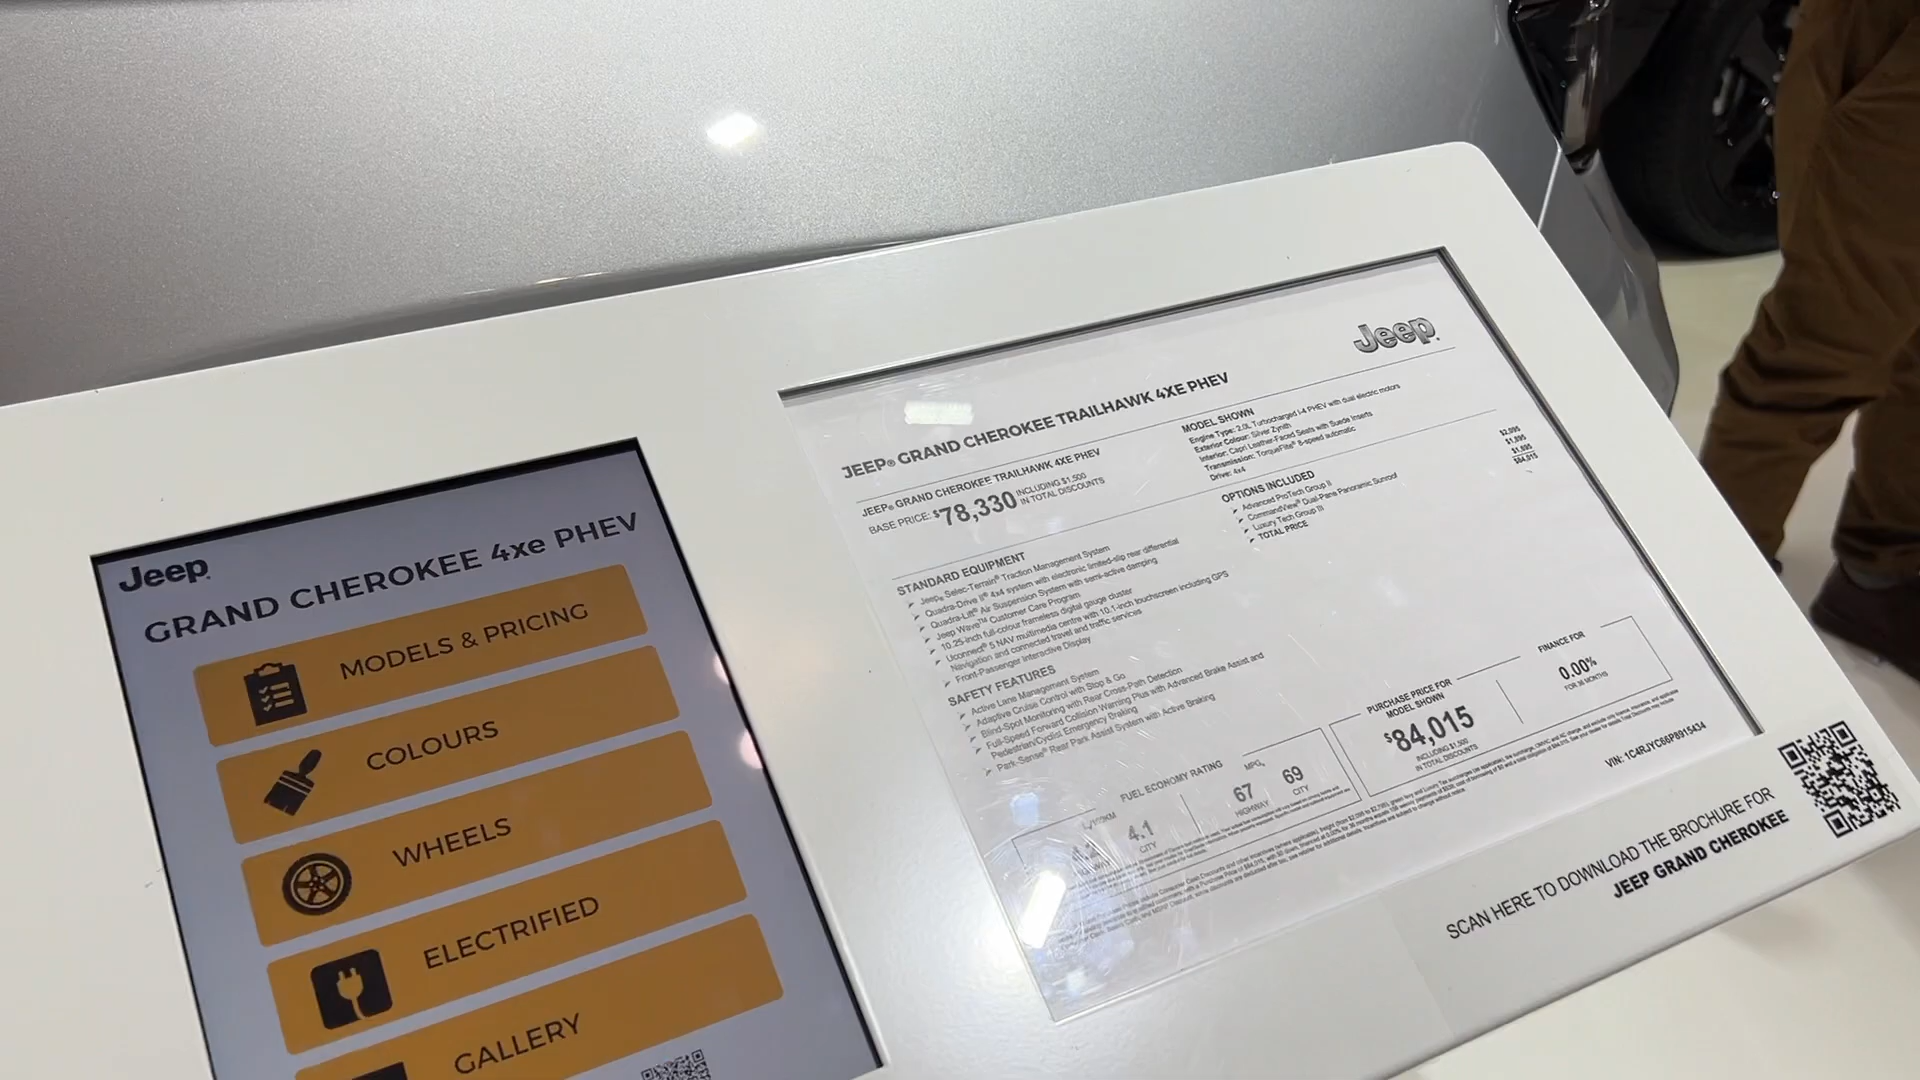 Jeep
GRAND CHEROKEE 4xe PHEV
MODELS & PRICING
COLOURS
WHEELS
ELECTRIFIED
GALLERY
Jeep
JEEP® GRAND CHEROKEE TRAILHAWK 4XE PHEV
JEEP® GRAND CHEROKEE TRAILHAWK 4XE PHEV
BASE PRICE: $78,330 INCLUDING $1,500
IN TOTAL DISCOUNTS
MODEL SHOWN
Engine Type: 2.0L Turbocharged I-4 PHEV with dual electric motors
Exterior Colour: Silver Zynith
Interior: Capri Leather-Faced Seats with Suede Inserts
Transmission: TorqueFlite® 8-speed automatic
Drive: 4x4
STANDARD EQUIPMENT
Jeep® Selec-Terrain® Traction Management System
Quadra-Drive II® 4x4 system with electronic limited-slip rear differential
Quadra-Lift® Air Suspension System with semi-active damping
Jeep Wave™ Customer Care Program
10.25-inch full-colour frameless digital gauge cluster
Uconnect® 5 NAV multimedia centre with 10.1-inch touchscreen including GPS
Navigation and connected travel and traffic services
Front-Passenger Interactive Display
SAFETY FEATURES
Active Lane Management System
Adaptive Cruise Control with Stop & Go
Blind-Spot Monitoring with Rear Cross-Path Detection
Full-Speed Forward Collision Warning Plus with Advanced Brake Assist and
Pedestrian/Cyclist Emergency Braking
Park-Sense® Rear Park Assist System with Active Braking
OPTIONS INCLUDED
Advanced ProTech Group II $2,095
CommandView® Dual-Pane Panoramic Sunroof $1,895
Luxury Tech Group III $1,695
TOTAL PRICE $84,015
FUEL ECONOMY RATING
L/100KM
4.1
CITY
MPGe
67
HIGHWAY
69
CITY
PURCHASE PRICE FOR
MODEL SHOWN
$84,015
INCLUDING $1,500
IN TOTAL DISCOUNTS
FINANCE FOR
0.00%
FOR 36 MONTHS
VIN: 1C4RJYC66P8915434
SCAN HERE TO DOWNLOAD THE BROCHURE FOR
JEEP GRAND CHEROKEE